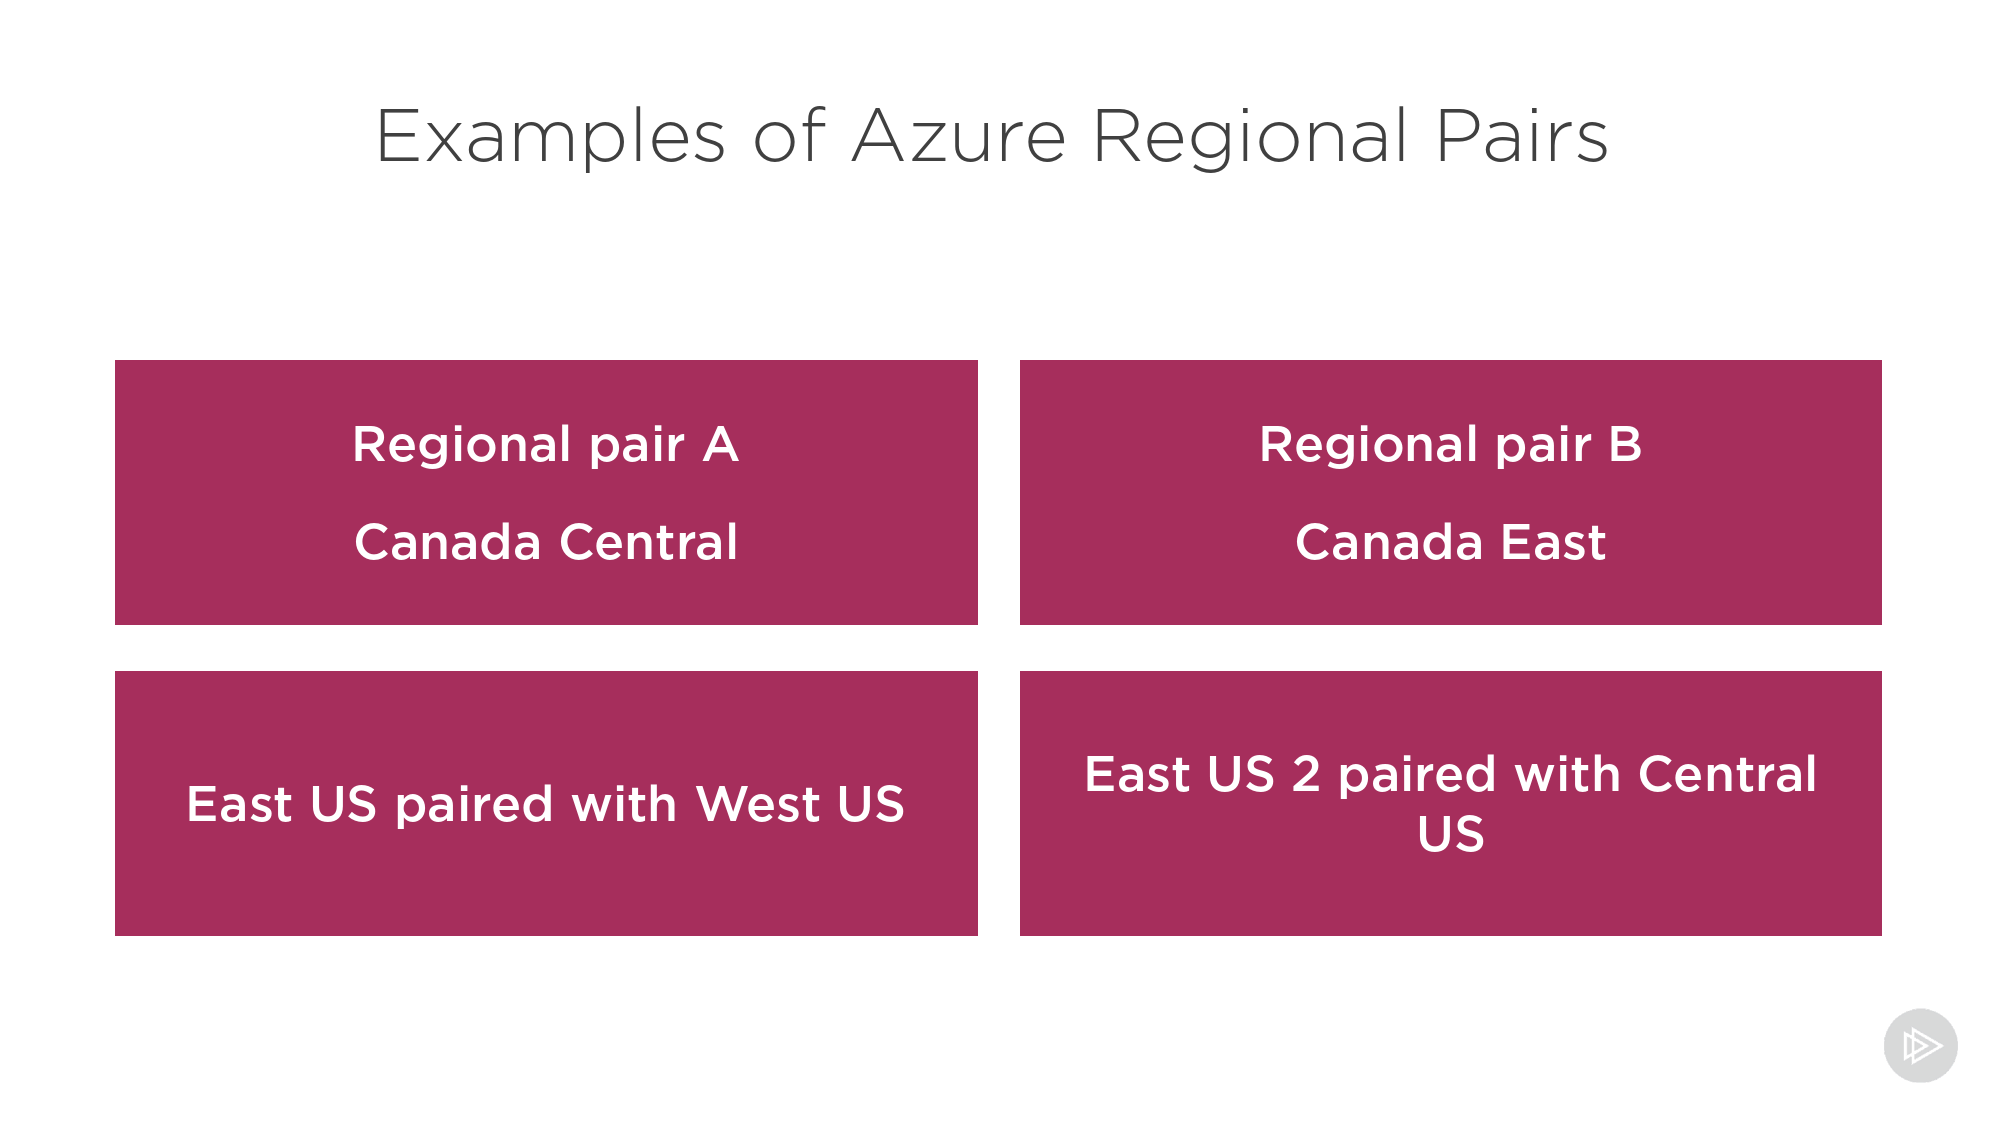 Examples of Azure Regional Pairs
Regional pair A
Canada Central
Regional pair B
Canada East
East US paired with West US
East US 2 paired with Central
US